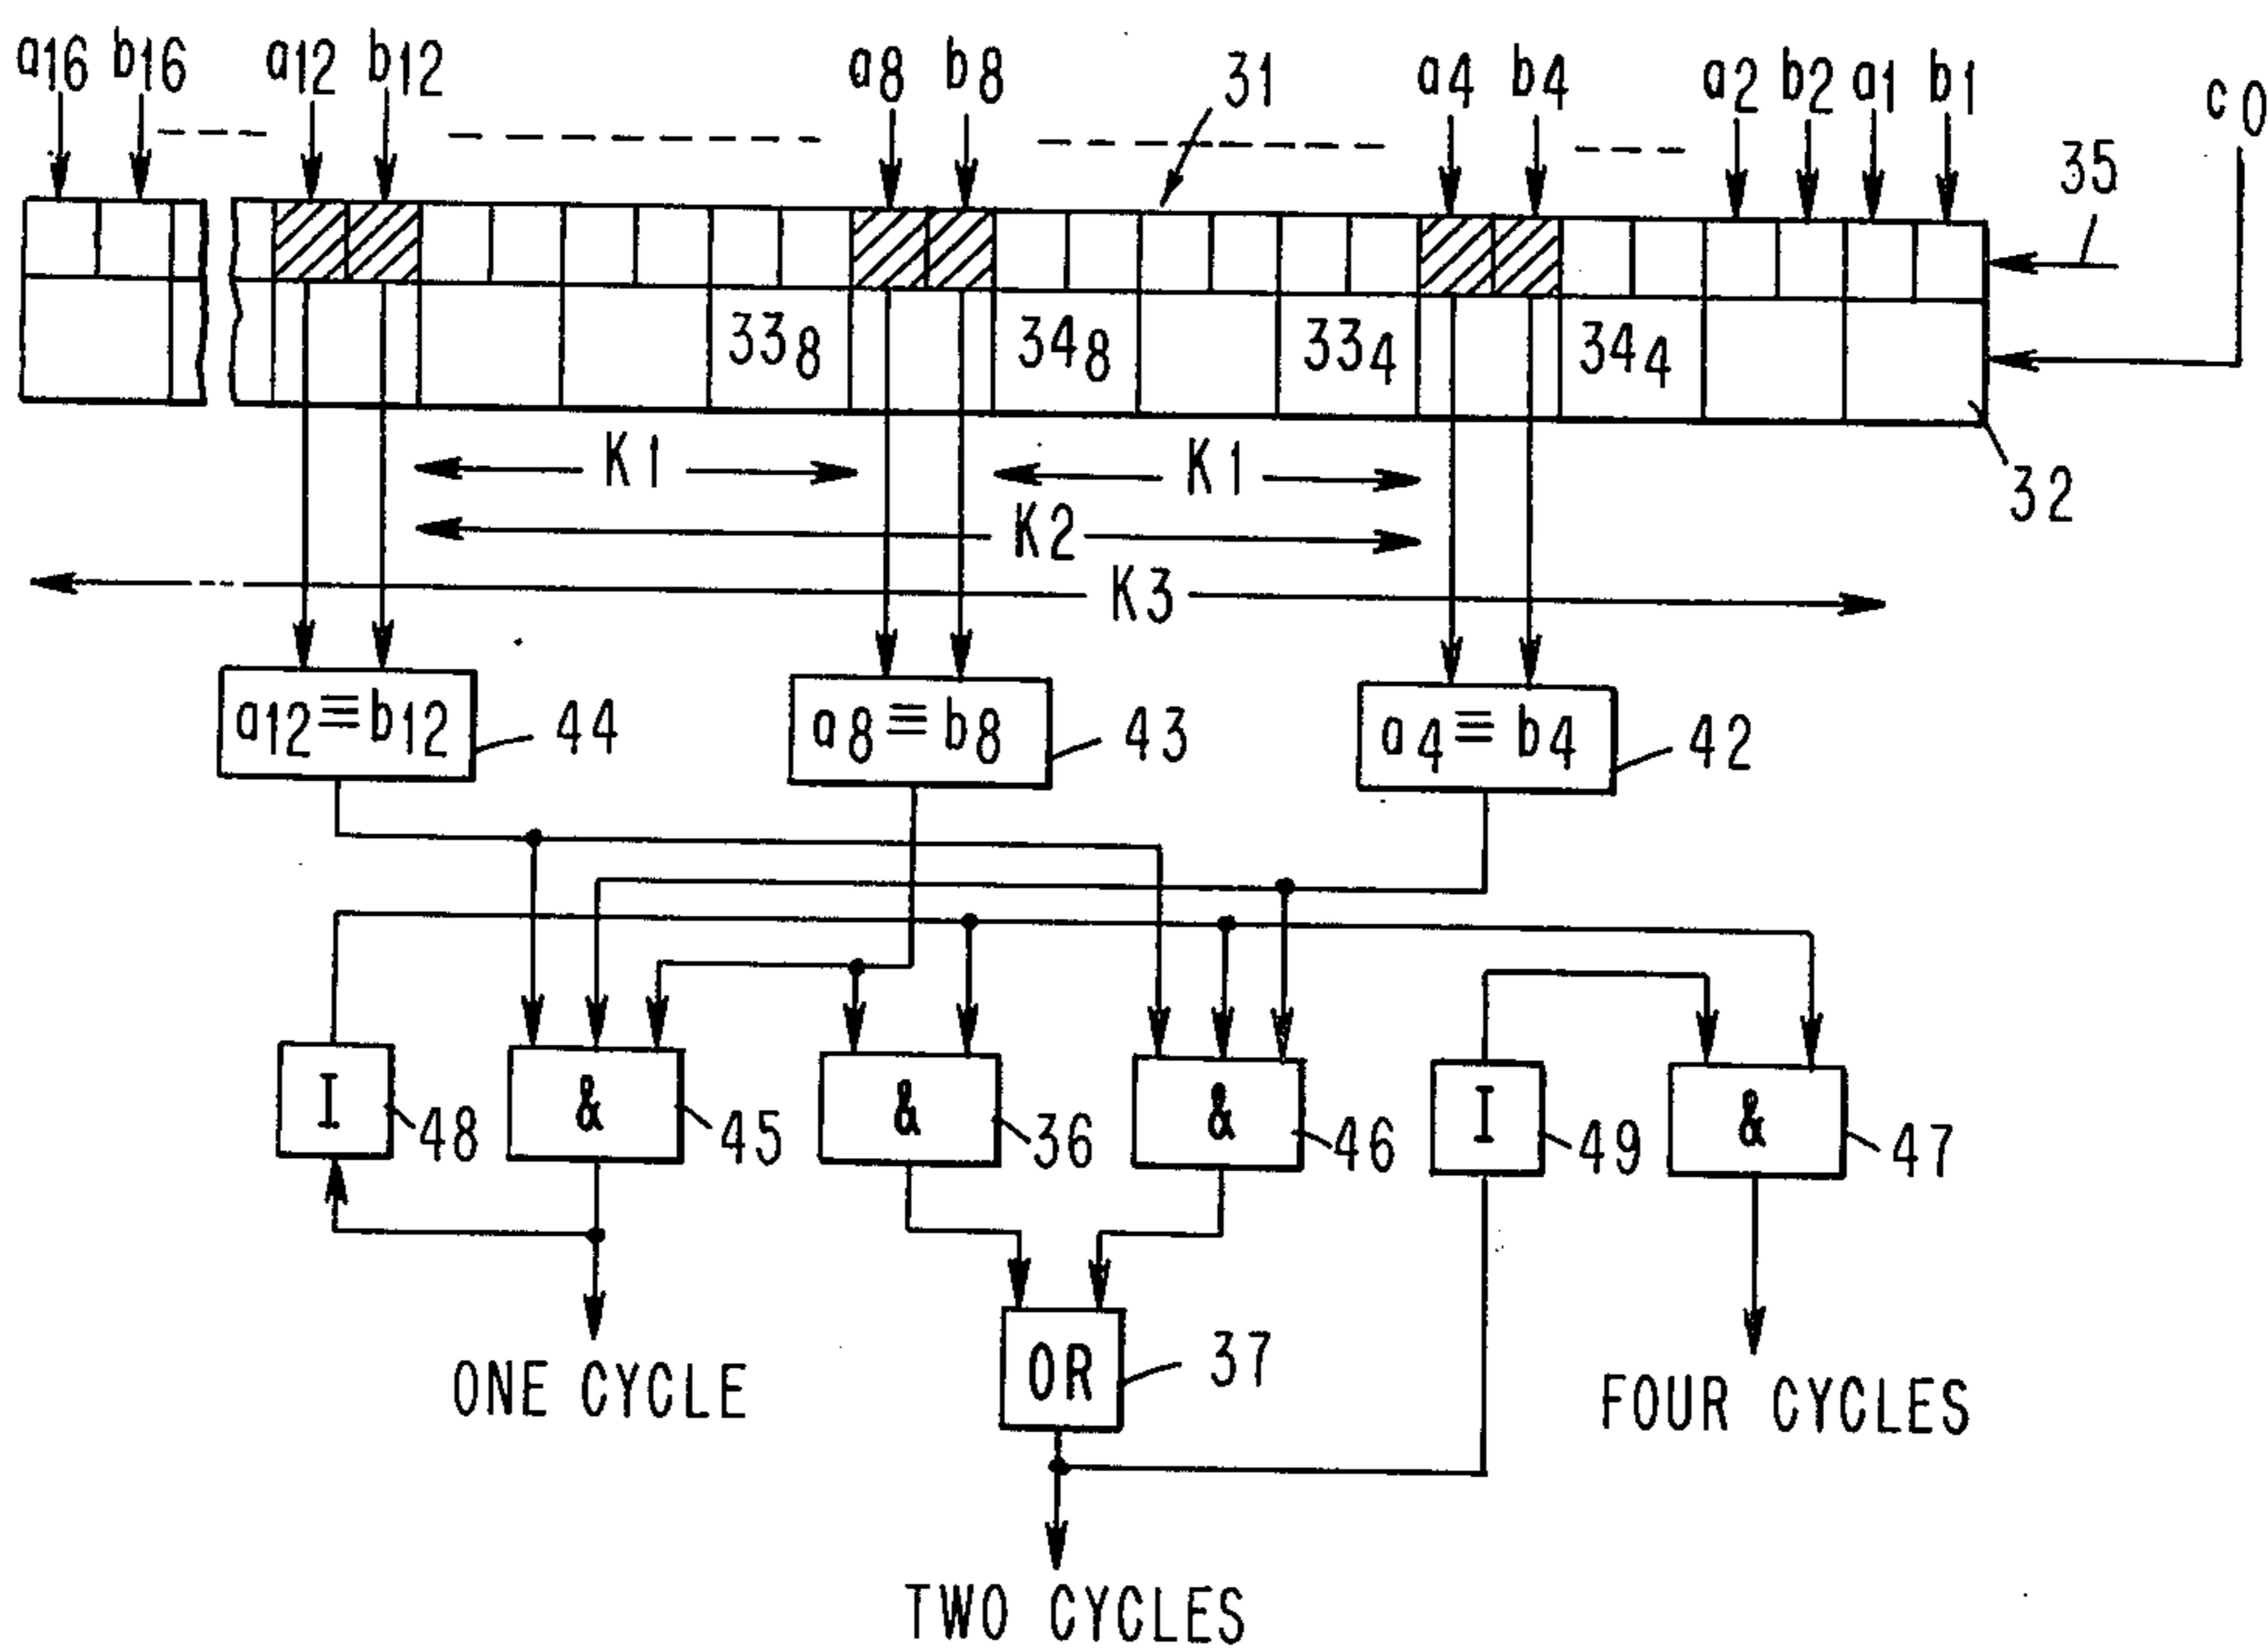 a16 b16 a12 b12 a8 b8 31 a4 b4 a2 b2 a1 b1 c0
35
338 348 334 344
K1 K1
32
K2
K3
a12≡b12 44 a8≡b8 43 a4≡b4 42
I 48 & 45 & 36 & 46 I 49 & 47
OR 37
ONE CYCLE FOUR CYCLES
TWO CYCLES